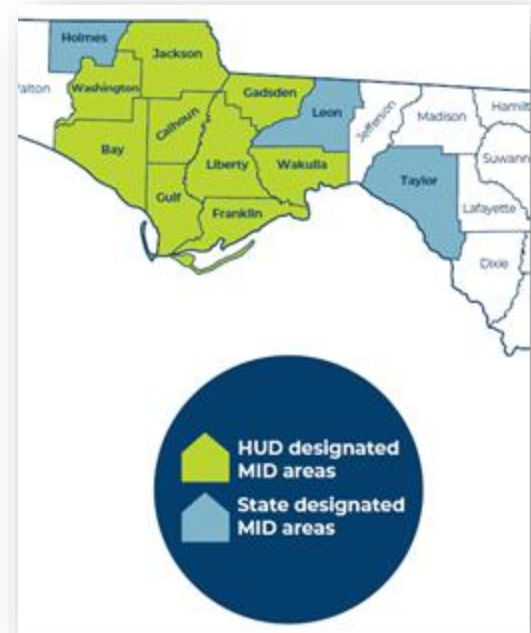 Holmes
Jackson
alton
Washington
Gadsden
Leon
Jefferson
Madison
Hamilt
Calhoun
Bay
Liberty
Wakulla
Taylor
Suwann
Gulf
Franklin
Lafayette
Dixie
HUD designated
MID areas
State designated
MID areas